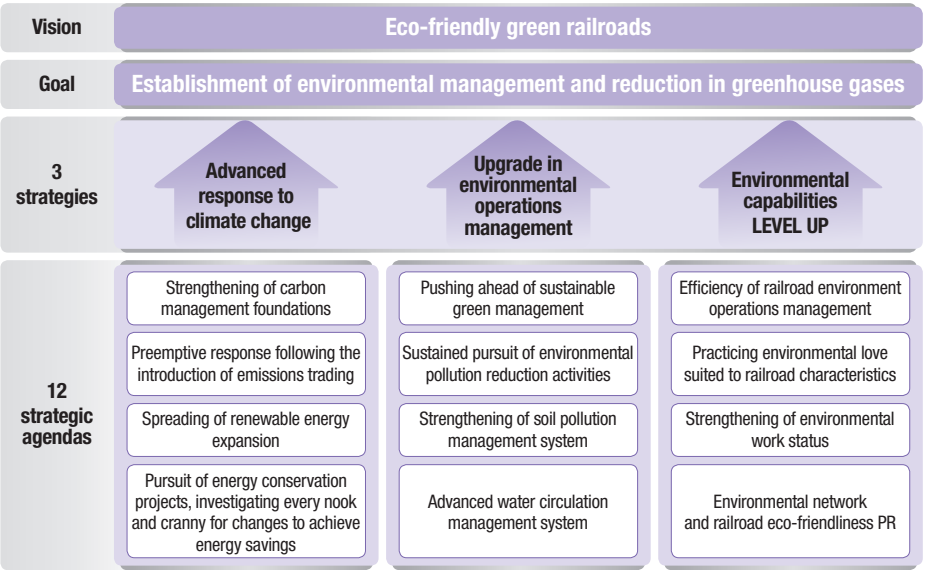 Vision
Eco-friendly green railroads
Goal
Establishment of environmental management and reduction in greenhouse gases
3
strategies
Advanced
response to
climate change
Upgrade in
environmental
operations
management
Environmental
capabilities
LEVEL UP
12
strategic
agendas
Strengthening of carbon
management foundations
Preemptive response following the
introduction of emissions trading
Spreading of renewable energy
expansion
Pursuit of energy conservation
projects, investigating every nook
and cranny for changes to achieve
energy savings
Pushing ahead of sustainable
green management
Sustained pursuit of environmental
pollution reduction activities
Strengthening of soil pollution
management system
Advanced water circulation
management system
Efficiency of railroad environment
operations management
Practicing environmental love
suited to railroad characteristics
Strengthening of environmental
work status
Environmental network
and railroad eco-friendliness PR